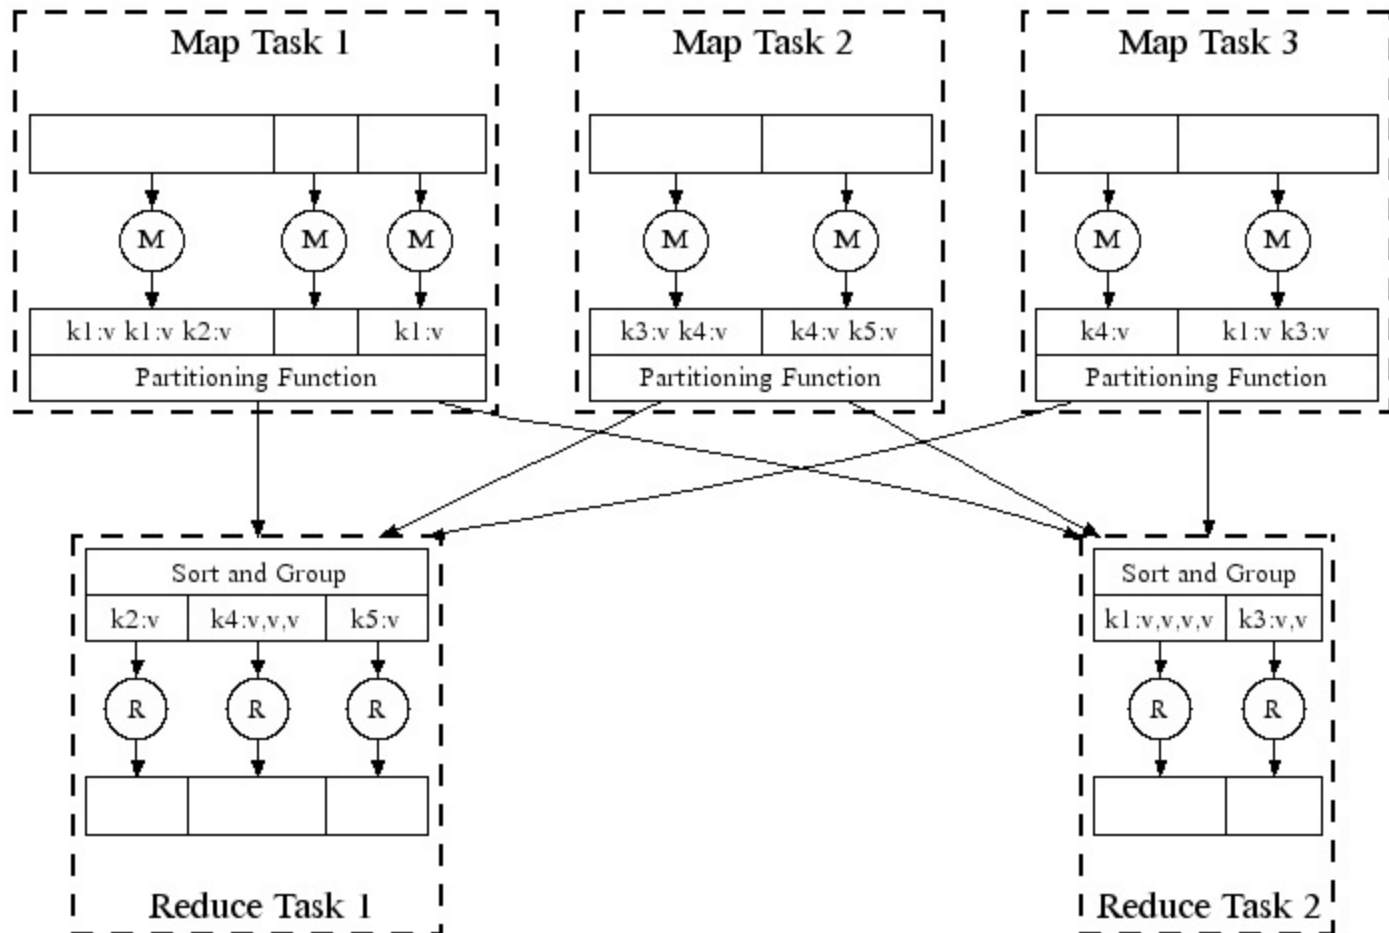 Map Task 1
Map Task 2
Map Task 3
M
M
M
M
M
M
M
k1:v k1:v k2:v
k1:v
k3:v k4:v
k4:v k5:v
k4:v
k1:v k3:v
Partitioning Function
Partitioning Function
Partitioning Function
Sort and Group
Sort and Group
k2:v
k4:v,v,v
k5:v
k1:v,v,v,v
k3:v,v
R
R
R
R
R
Reduce Task 1
Reduce Task 2